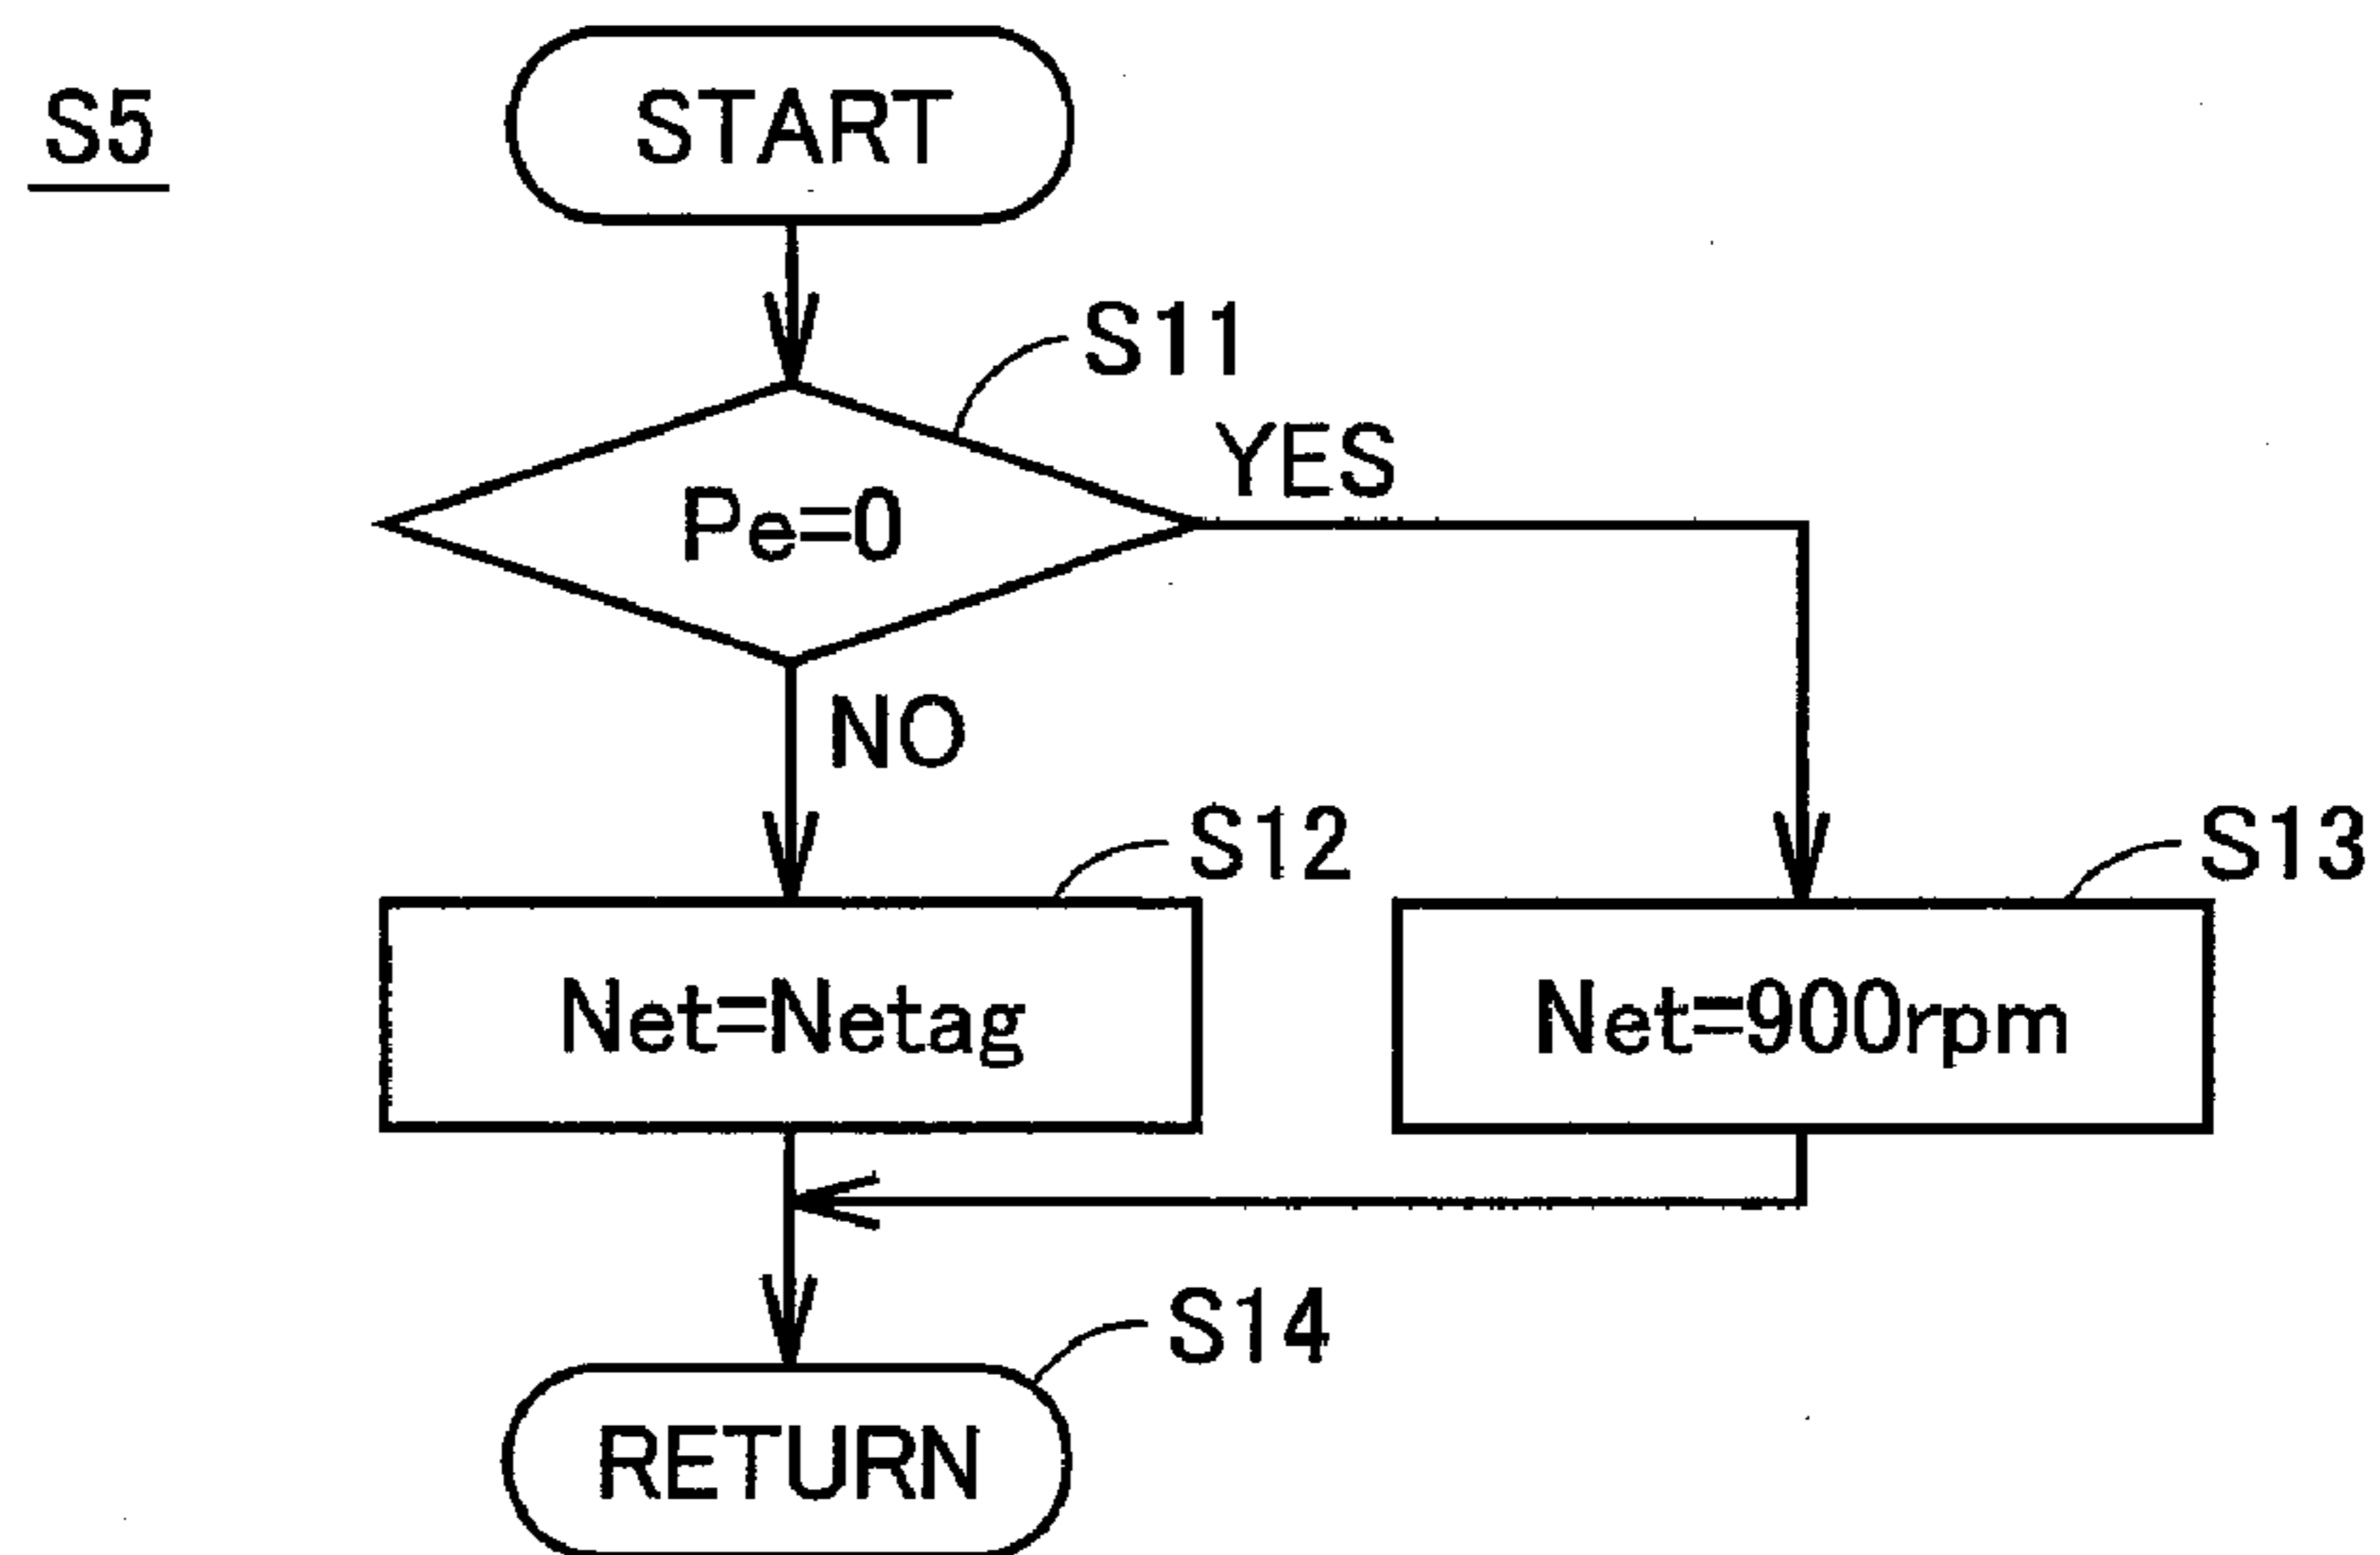 S5
START
S11
YES
Pe=0
NO
S12
S13
Net=Netag
Net=900rpm
S14
RETURN